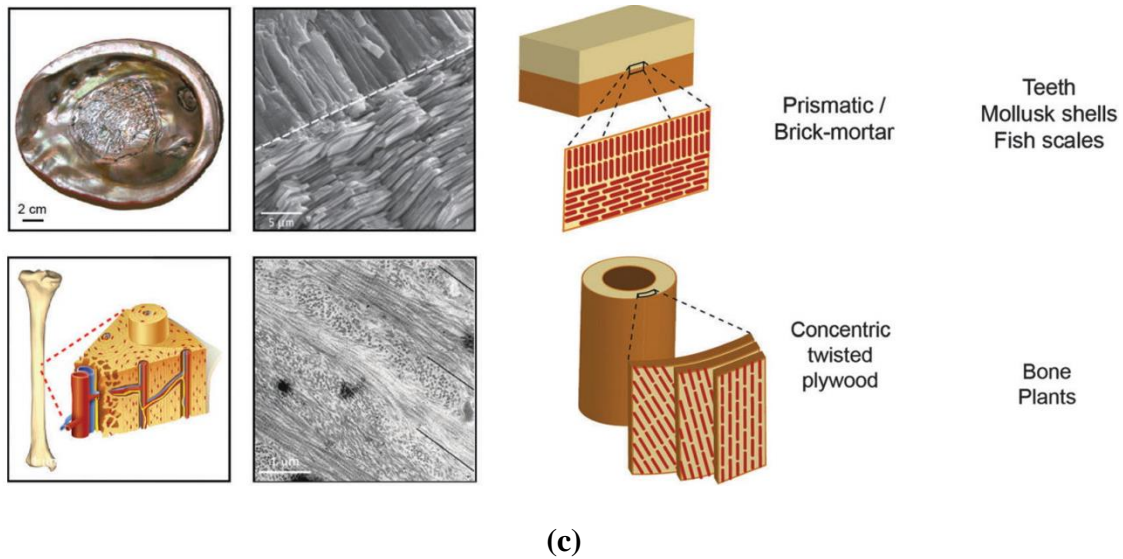 2 cm
5 μm
Prismatic /
Brick-mortar
Teeth
Mollusk shells
Fish scales
1 μm
Concentric
twisted
plywood
Bone
Plants
(c)